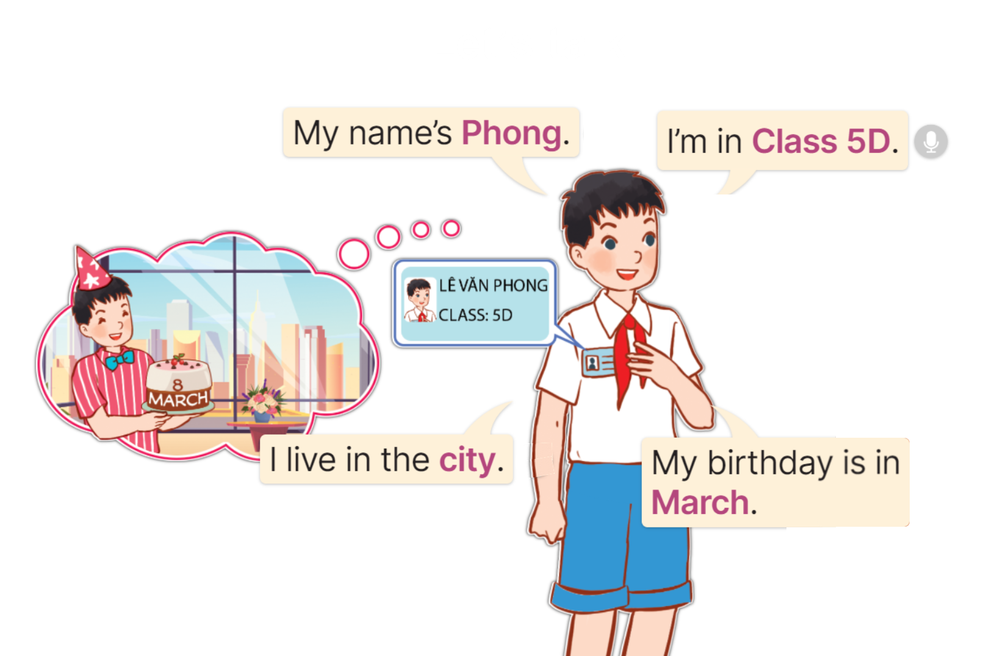 My name's Phong.
I'm in Class 5D.
LÊ VĂN PHONG
CLASS: 5D
8
MARCH
I live in the city.
My birthday is in
March.